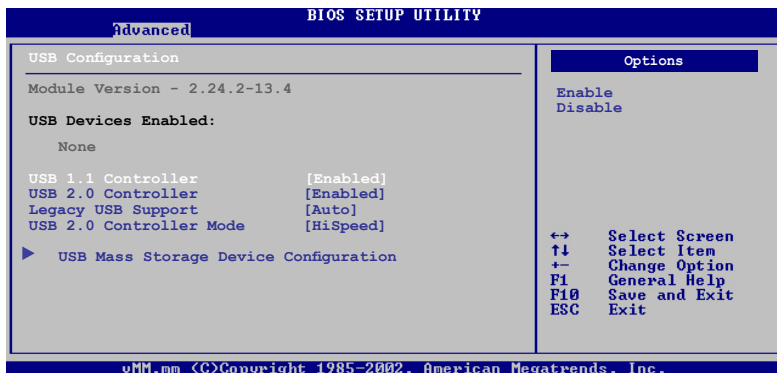 BIOS SETUP UTILITY
Advanced
USB Configuration
Module Version - 2.24.2-13.4
USB Devices Enabled:
None
USB 1.1 Controller [Enabled]
USB 2.0 Controller [Enabled]
Legacy USB Support [Auto]
USB 2.0 Controller Mode [HiSpeed]
USB Mass Storage Device Configuration
Options
Enable
Disable
←→ Select Screen
↑↓ Select Item
+- Change Option
F1 General Help
F10 Save and Exit
ESC Exit
vMM.mm (C)Copyright 1985-2002, American Megatrends, Inc.